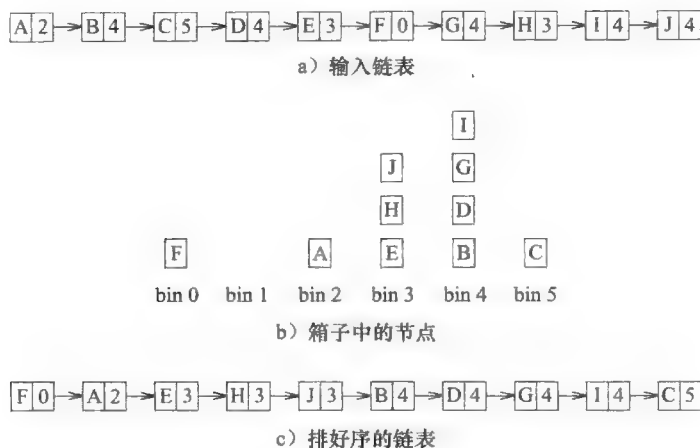 A 2 B 4 C 5 D 4 E 3 F 0 G 4 H 3 I 4 J 4
a）输入链表
I
J G
H D
F A E B C
bin 0 bin 1 bin 2 bin 3 bin 4 bin 5
b）箱子中的节点
F 0 A 2 E 3 H 3 J 3 B 4 D 4 G 4 I 4 C 5
c）排好序的链表